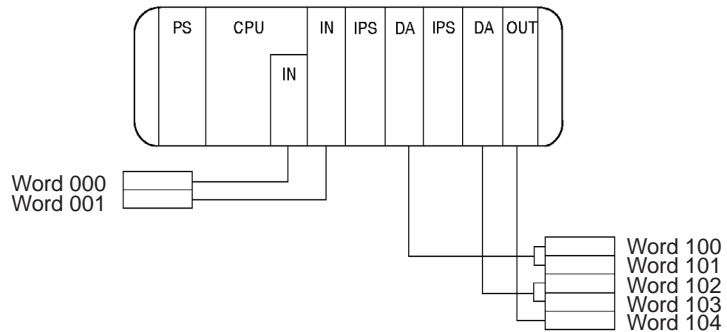 PS CPU IN IPS DA IPS DA OUT
IN
Word 000
Word 001
Word 100
Word 101
Word 102
Word 103
Word 104